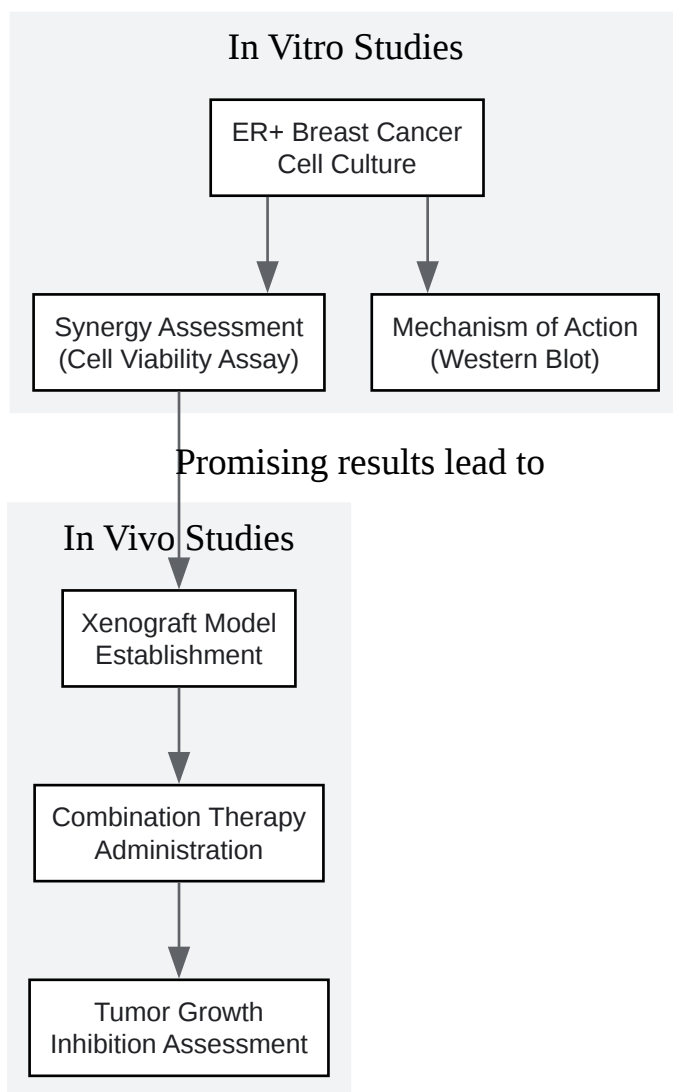 In Vitro Studies
ER+ Breast Cancer
Cell Culture
Synergy Assessment
(Cell Viability Assay)
Mechanism of Action
(Western Blot)
Promising results lead to
In Vivo Studies
Xenograft Model
Establishment
Combination Therapy
Administration
Tumor Growth
Inhibition Assessment